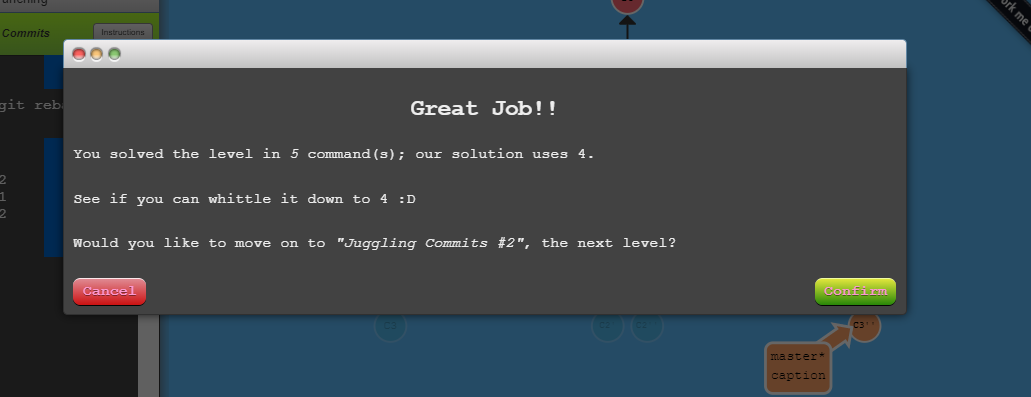 Commits
Instructions
git reba
2
1
2
Great Job!!
You solved the level in 5 command(s); our solution uses 4.
See if you can whittle it down to 4 :D
Would you like to move on to "Juggling Commits #2", the next level?
Cancel
Confirm
C3
C2
C3''
master*
caption